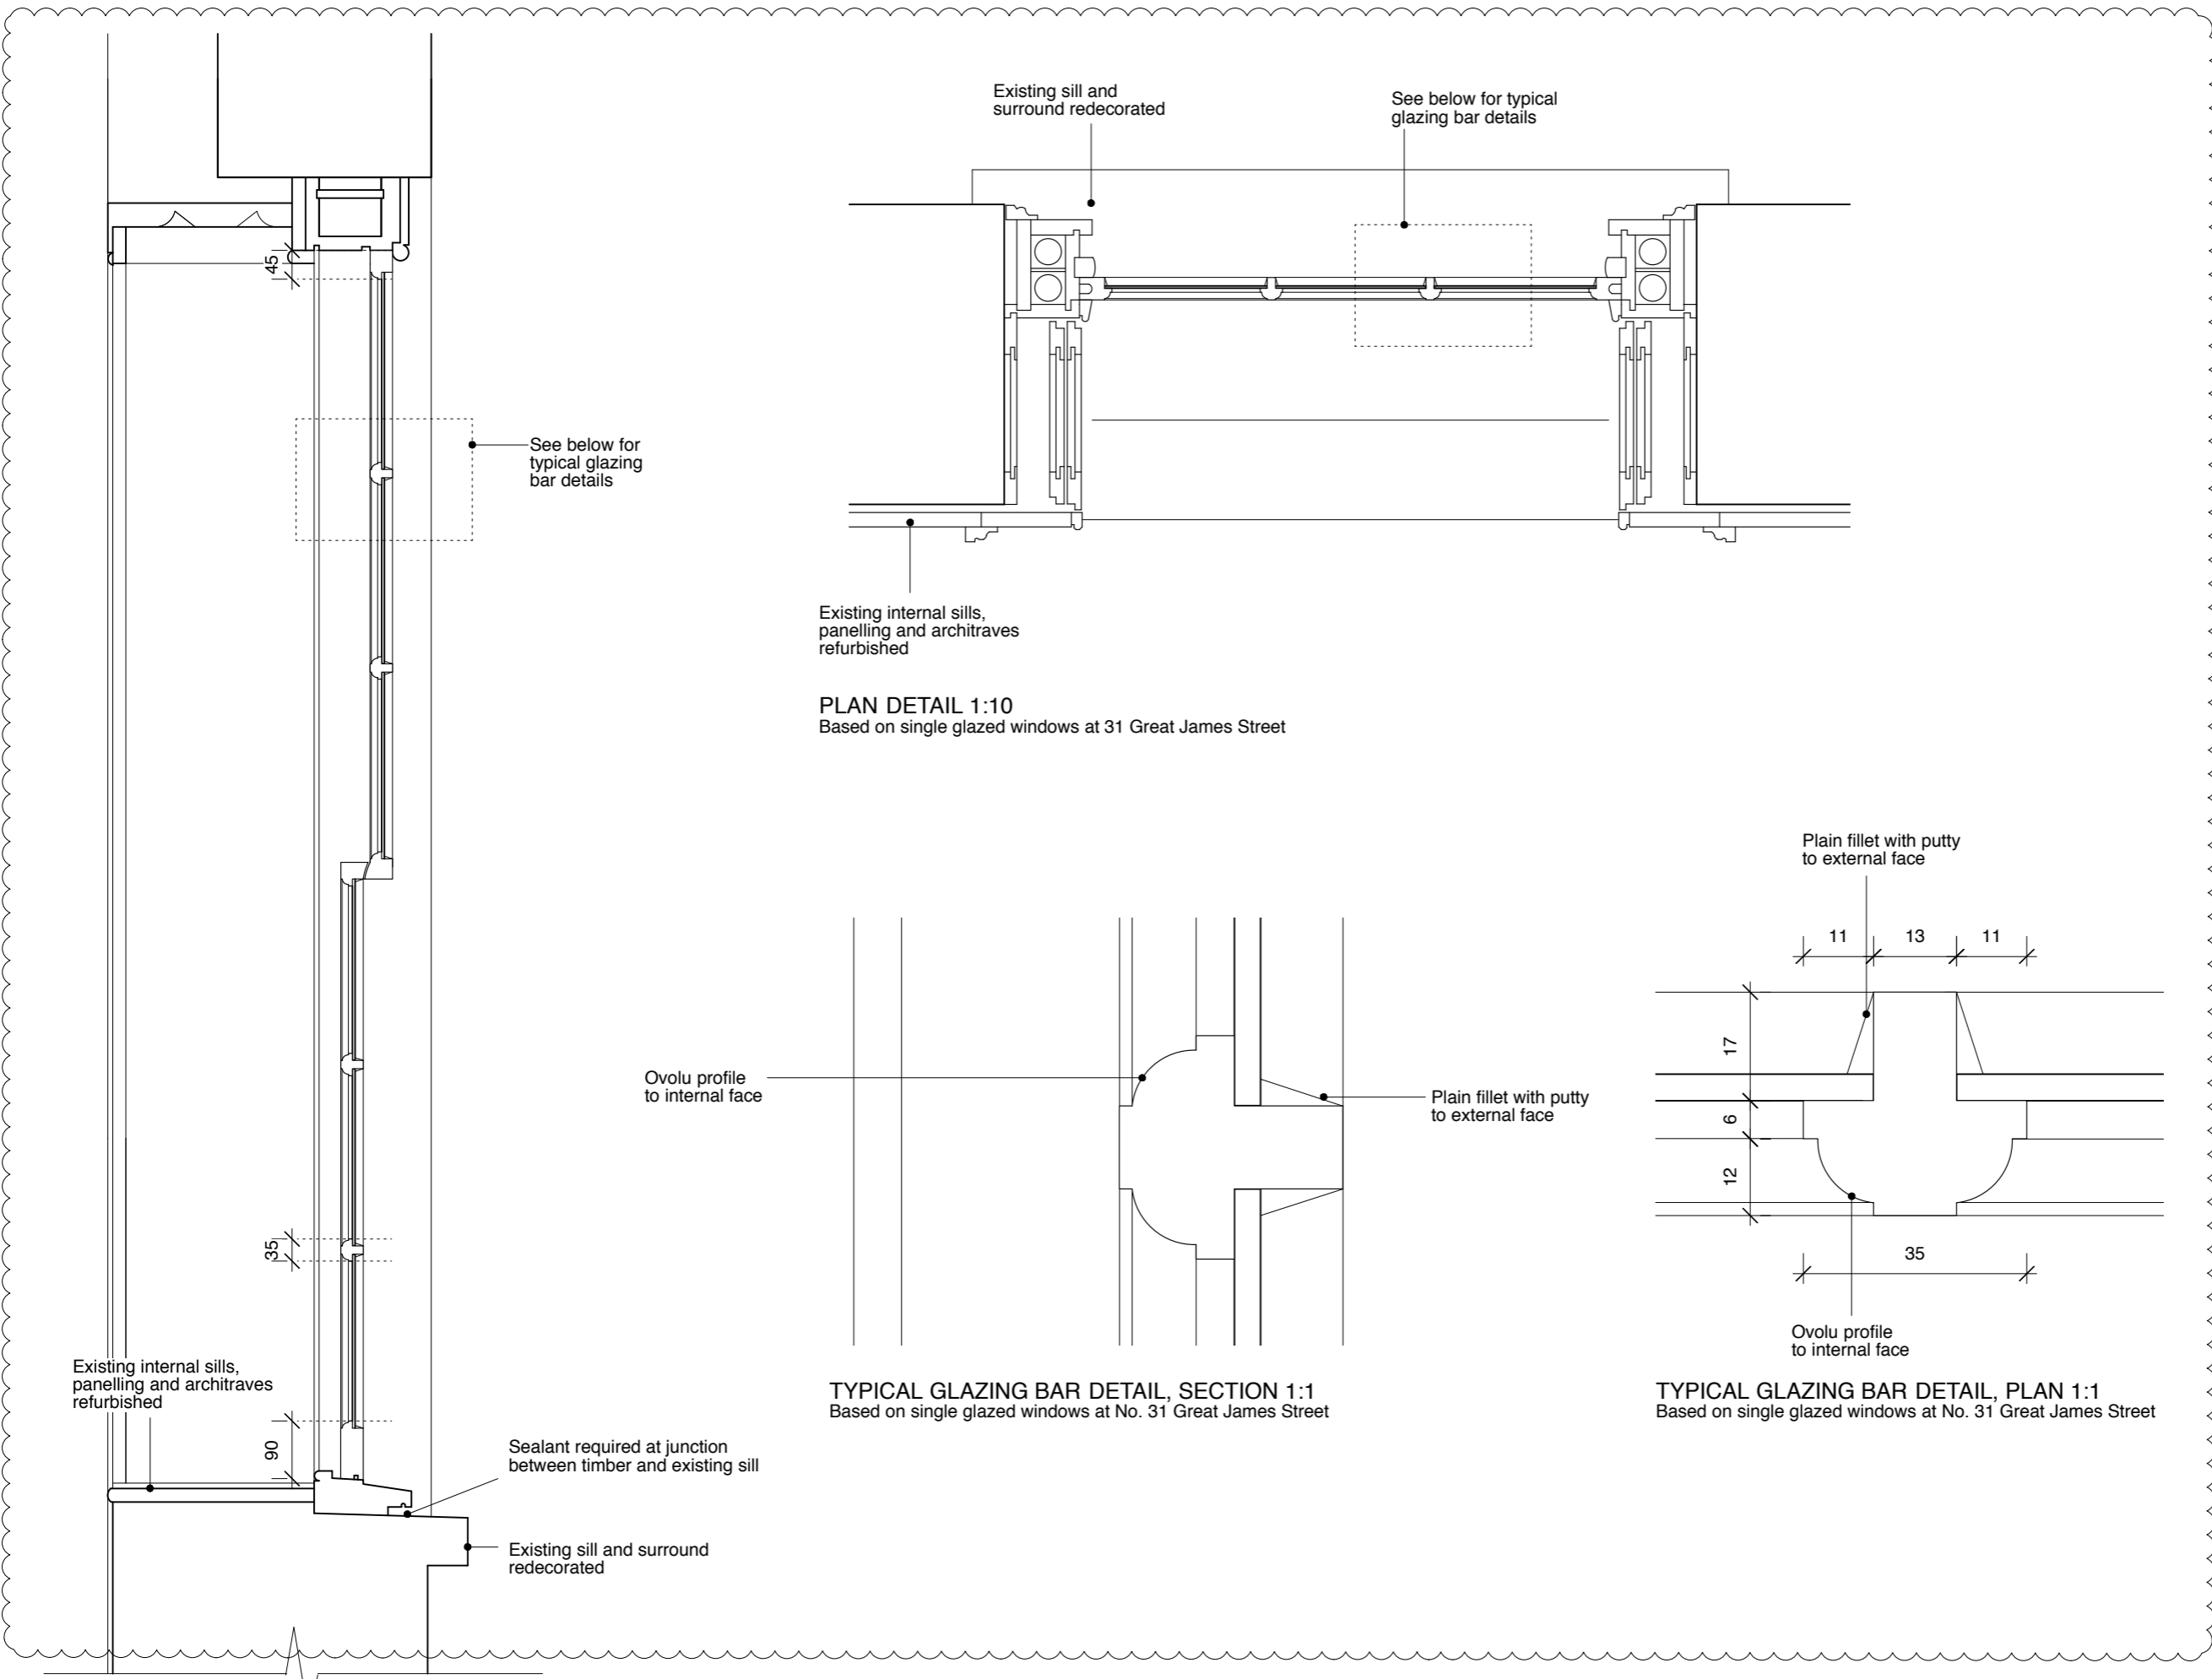 Existing sill and
surround redecorated
See below for typical
glazing bar details
45
See below for
typical glazing
bar details
Existing internal sills,
panelling and architraves
refurbished
PLAN DETAIL 1:10
Based on single glazed windows at 31 Great James Street
Plain fillet with putty
to external face
11
13
11
17
6
12
35
Ovolu profile
to internal face
Ovolu profile
to internal face
Plain fillet with putty
to external face
TYPICAL GLAZING BAR DETAIL, SECTION 1:1
Based on single glazed windows at No. 31 Great James Street
TYPICAL GLAZING BAR DETAIL, PLAN 1:1
Based on single glazed windows at No. 31 Great James Street
35
Existing internal sills,
panelling and architraves
refurbished
90
Sealant required at junction
between timber and existing sill
Existing sill and surround
redecorated